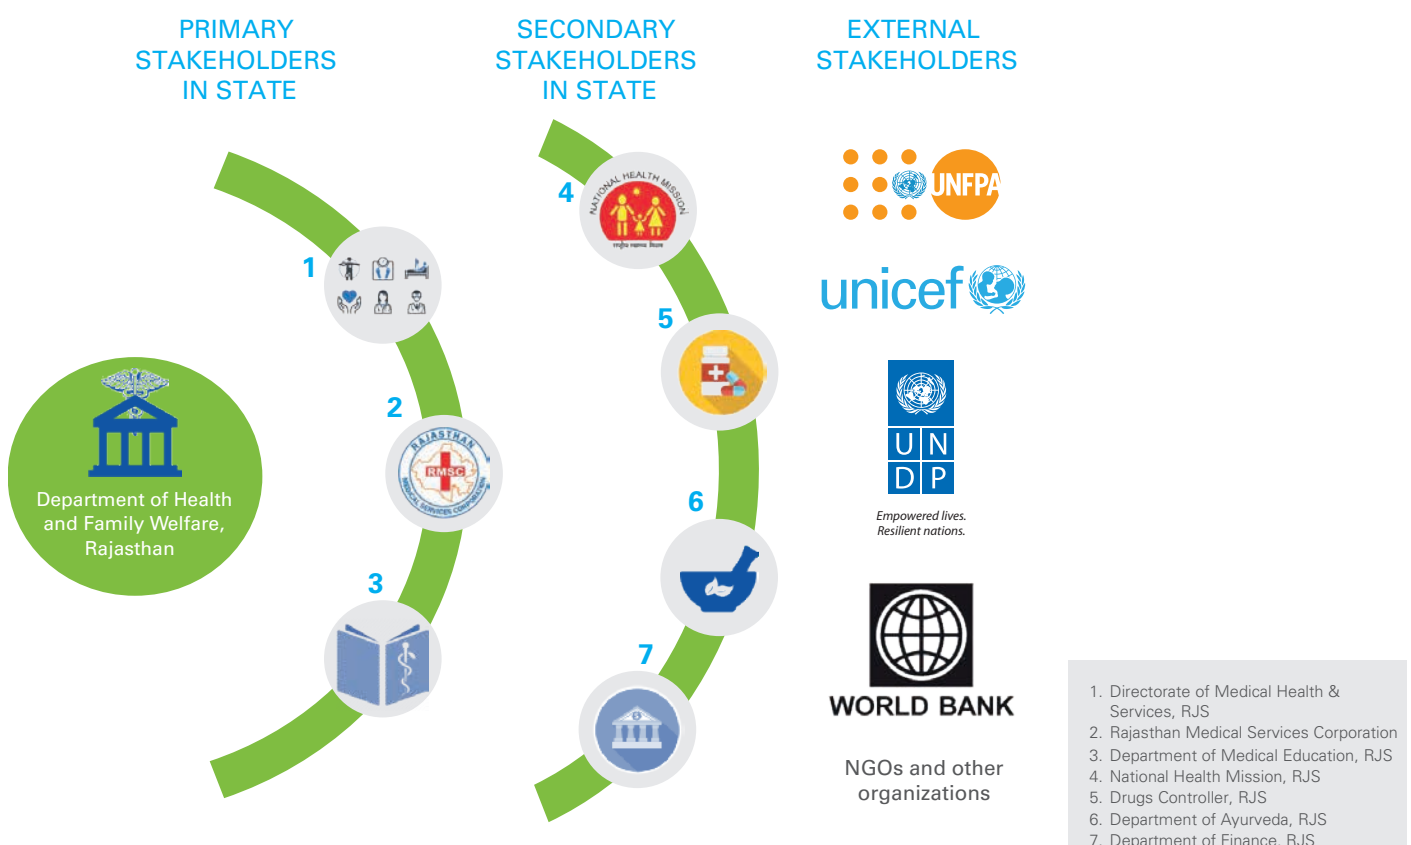 PRIMARY
STAKEHOLDERS
IN STATE
SECONDARY
STAKEHOLDERS
IN STATE
EXTERNAL
STAKEHOLDERS
1
2
RAJASTHAN
RMSC
MEDICAL SERVICES CORPORATION
3
Department of Health
and Family Welfare,
Rajasthan
4
NATIONAL HEALTH MISSION
5
6
7
UNFPA
unicef
U N
D P
Empowered lives.
Resilient nations.
WORLD BANK
NGOs and other
organizations
1. Directorate of Medical Health &
Services, RJS
2. Rajasthan Medical Services Corporation
3. Department of Medical Education, RJS
4. National Health Mission, RJS
5. Drugs Controller, RJS
6. Department of Ayurveda, RJS
7. Department of Finance, RJS